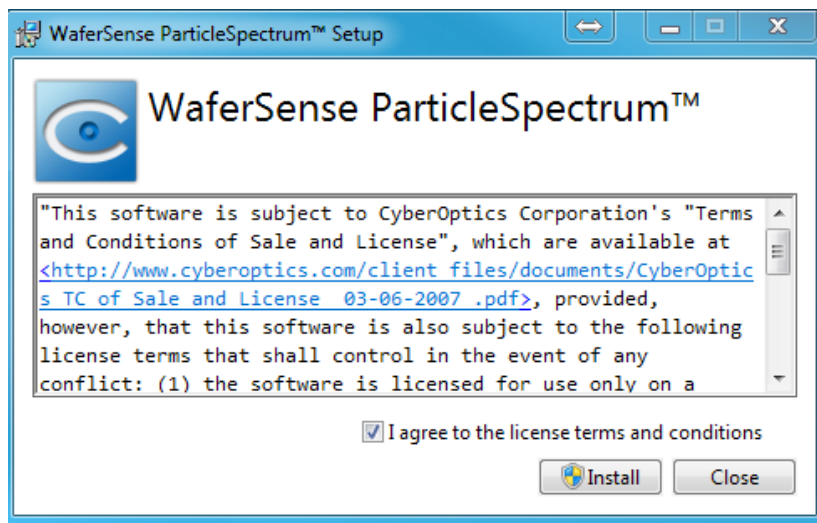 WaferSense ParticleSpectrum™ Setup
WaferSense ParticleSpectrum™
"This software is subject to CyberOptics Corporation's "Terms
and Conditions of Sale and License", which are available at
<http://www.cyberoptics.com/client files/documents/CyberOptic
s TC of Sale and License  03-06-2007 .pdf>, provided,
however, that this software is also subject to the following
license terms that shall control in the event of any
conflict: (1) the software is licensed for use only on a
I agree to the license terms and conditions
Install
Close